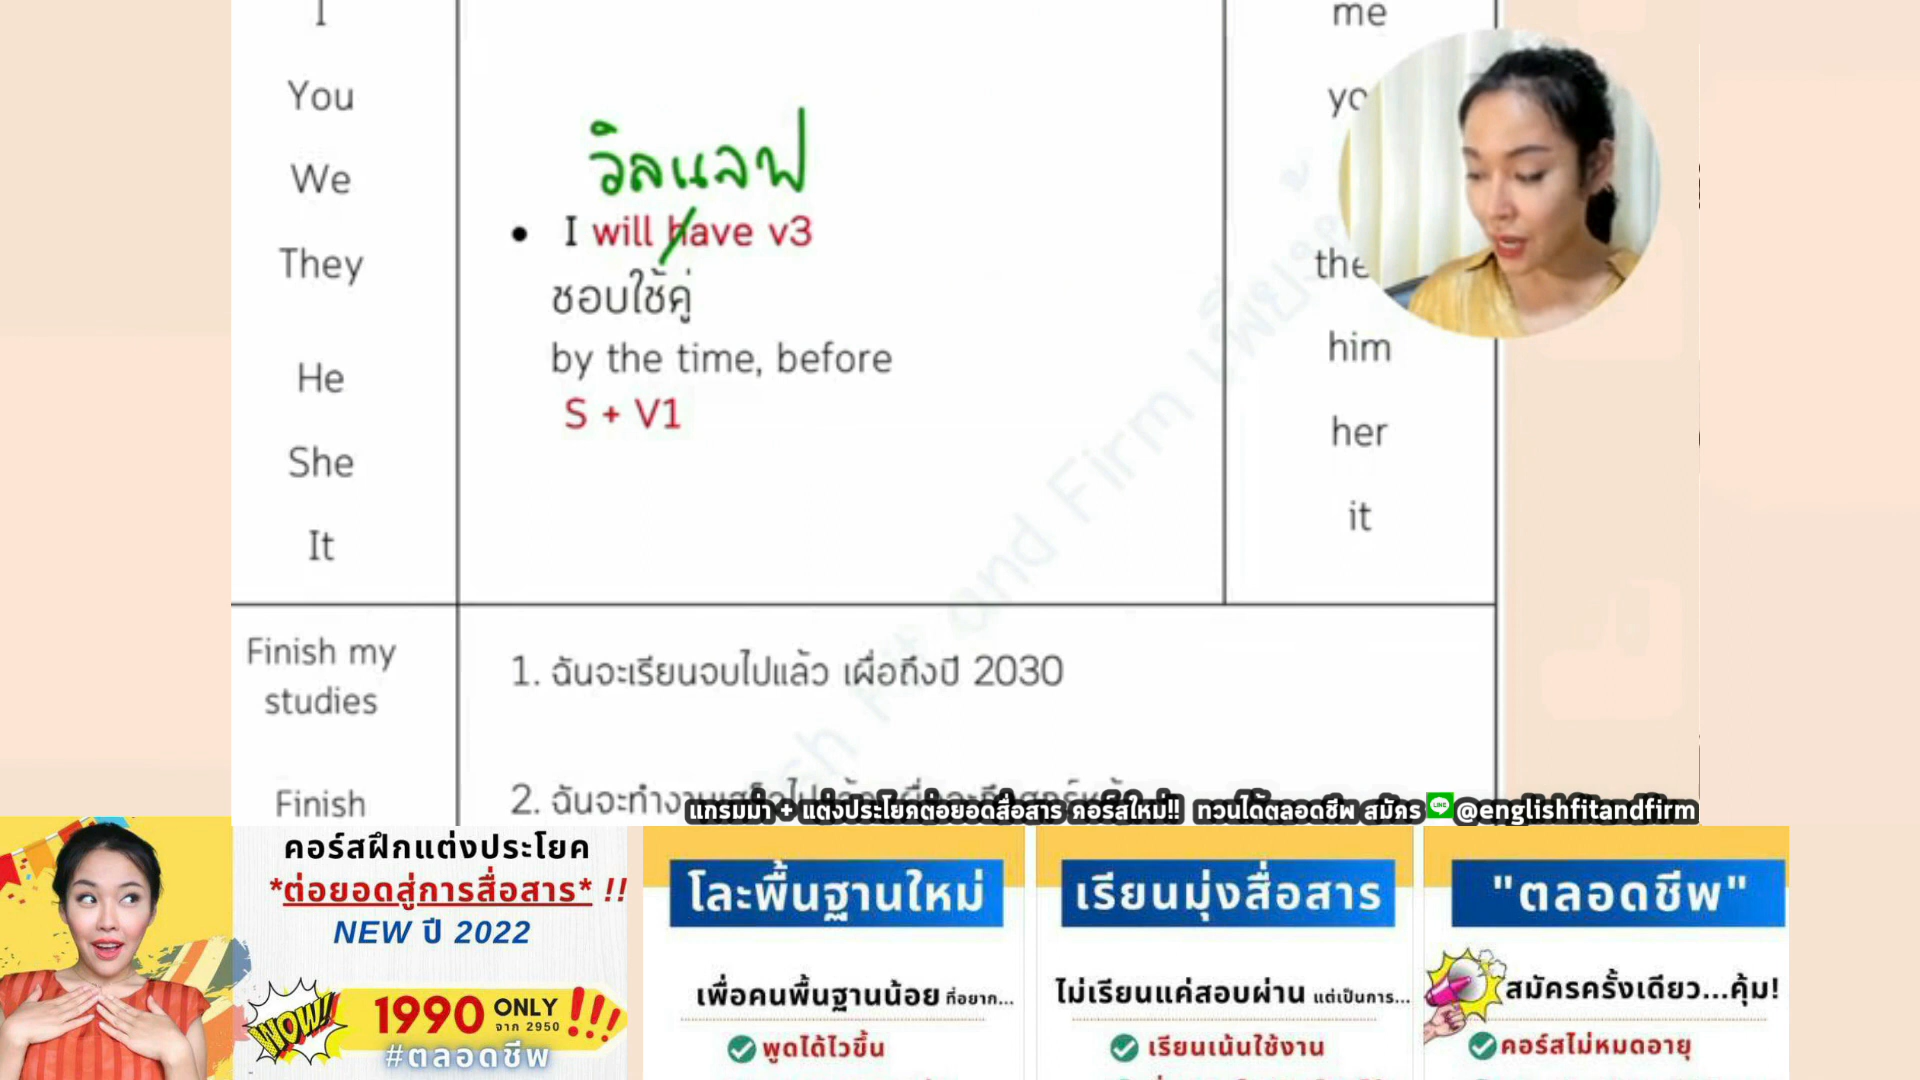 I
You
We
They
He
She
It
วิลแลฟ
• I will have v3
ชอบใช้คู่
by the time, before
S + V1
me
the
him
her
it
and Firm
Finish my
studies
1. ฉันจะเรียนจบไปแล้ว เผื่อถึงปี 2030
Finish
2. ฉันจะทำงานเสร็จไปแล้ว
แกรมม่า + แต่งประโยคต่อยอดสื่อสาร คอร์สใหม่!! ทวนได้ตลอดชีพ สมัคร LINE @englishfitandfirm
คอร์สฝึกแต่งประโยค
*ต่อยอดสู่การสื่อสาร* !!
NEW ปี 2022
WOW!!
1990 ONLY !!!
จาก 2950
#ตลอดชีพ
โละพื้นฐานใหม่
เพื่อคนพื้นฐานน้อย ที่อยาก...
พูดได้ไวขึ้น
เรียนมุ่งสื่อสาร
ไม่เรียนแค่สอบผ่าน แต่เป็นการ...
เรียนเน้นใช้งาน
"ตลอดชีพ"
สมัครครั้งเดียว...คุ้ม!
คอร์สไม่หมดอายุ